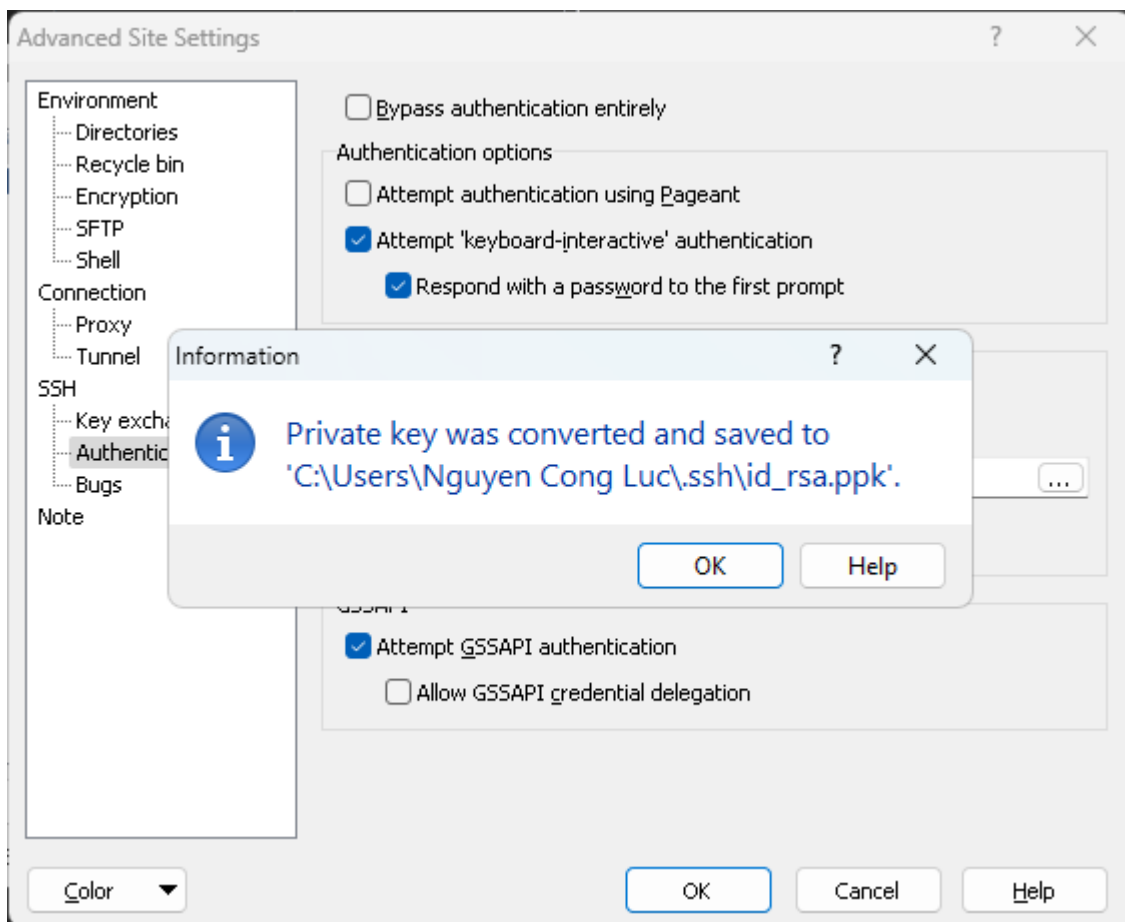 Advanced Site Settings
?
Environment
Directories
Recycle bin
Encryption
SFTP
Shell
Connection
Proxy
Tunnel
SSH
Key excha
Authentic
Bugs
Note
Bypass authentication entirely
Authentication options
Attempt authentication using Pageant
Attempt 'keyboard-interactive' authentication
Respond with a password to the first prompt
Information
?
Private key was converted and saved to
'C:\Users\Nguyen Cong Luc\.ssh\id_rsa.ppk'.
OK
Help
...
GSSAPI
Attempt GSSAPI authentication
Allow GSSAPI credential delegation
Color
OK
Cancel
Help